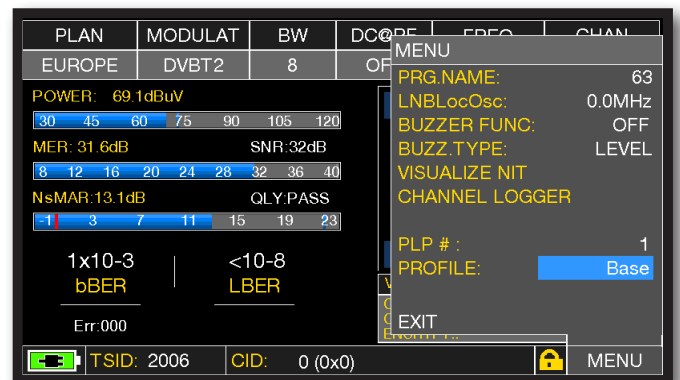 PLAN MODULAT BW
EUROPE DVBT2 8
POWER: 69.1dBuV
30 45 60 75 90 105 120
MER: 31.6dB SNR:32dB
8 12 16 20 24 28 32 36 40
NsMAR:13.1dB QLY:PASS
-1 3 7 11 15 19 23
1x10-3 <10-8
bBER LBER
Err:000
MENU
PRG.NAME: 63
LNBLocOsc: 0.0MHz
BUZZER FUNC: OFF
BUZZ.TYPE: LEVEL
VISUALIZE NIT
CHANNEL LOGGER
PLP # : 1
PROFILE: Base
EXIT
TSID: 2006 CID: 0 (0x0) MENU